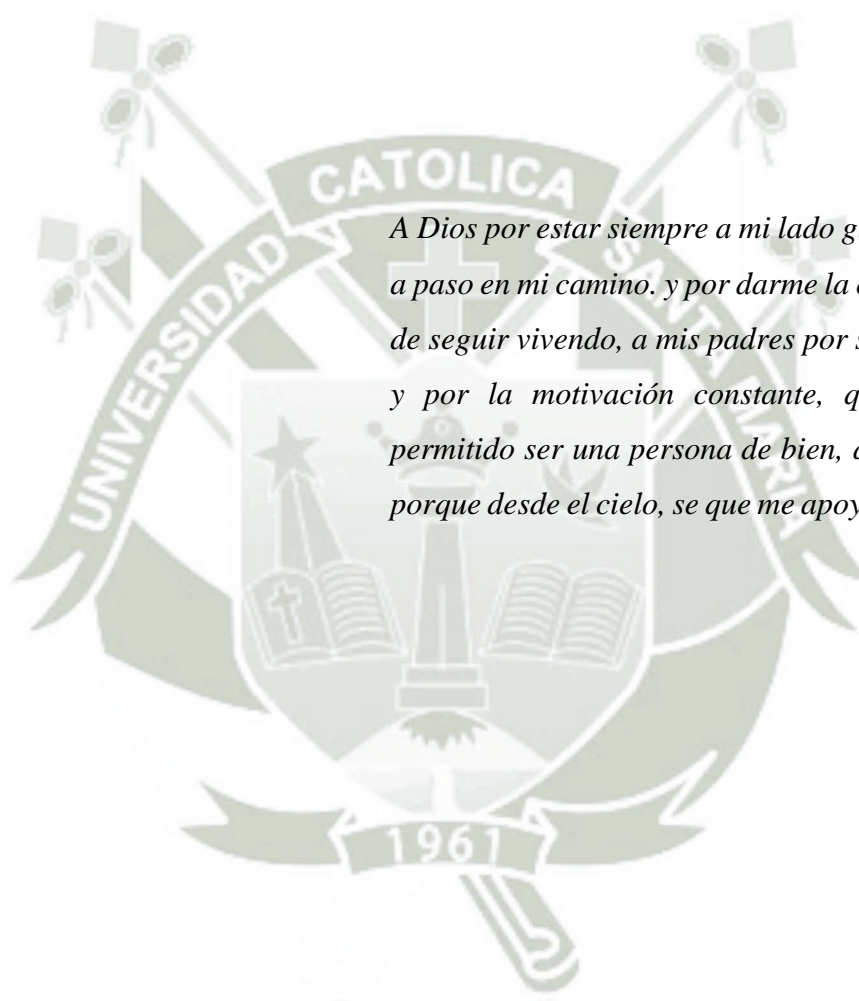 UNIVERSIDAD CATOLICA SANTA MARIA
A Dios por estar siempre a mi lado g
a paso en mi camino. y por darme la
de seguir vivendo, a mis padres por s
y por la motivación constante, q
permitido ser una persona de bien,
porque desde el cielo, se que me apoy
1961